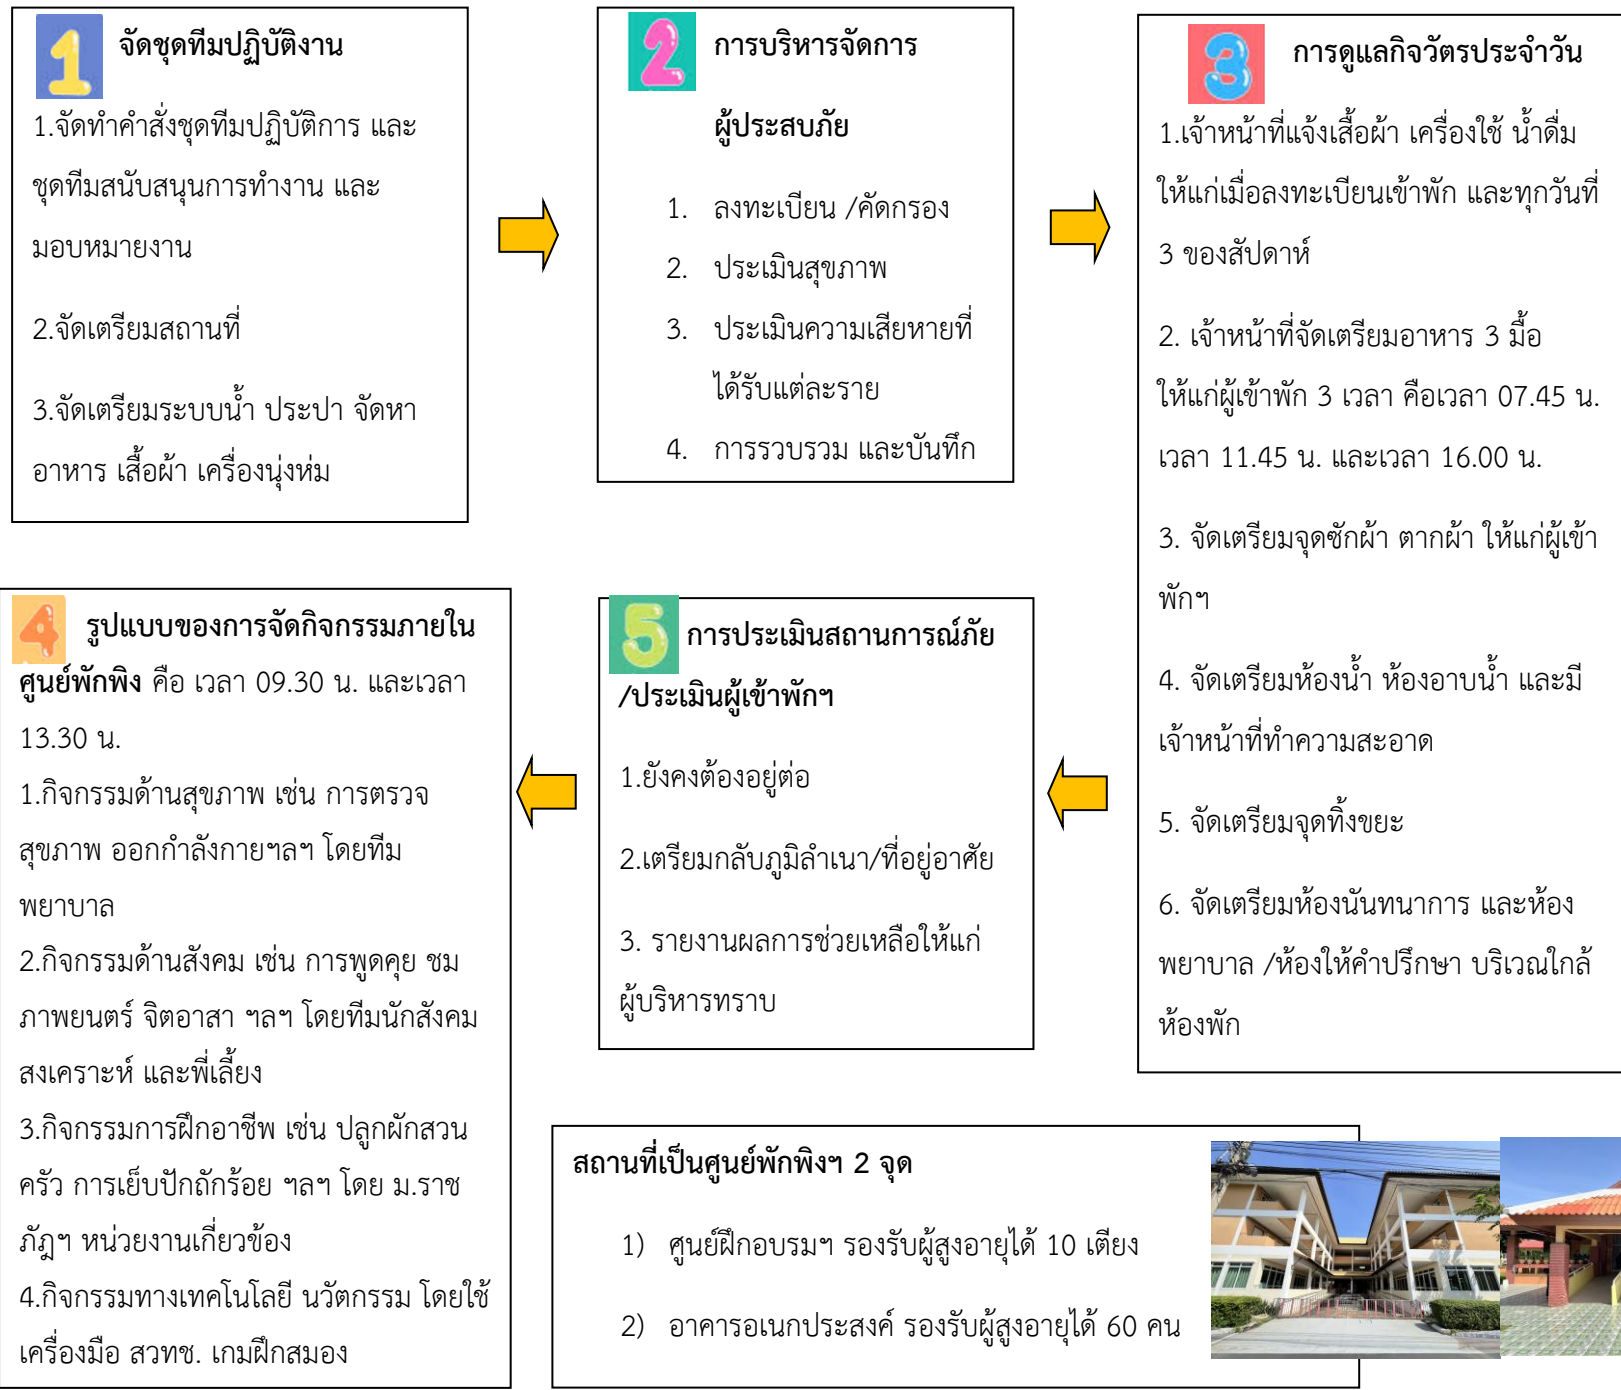 1
จัดชุดทีมปฏิบัติงาน
1.จัดทำคำสั่งชุดทีมปฏิบัติการ และ
ชุดทีมสนับสนุนการทำงาน และ
มอบหมายงาน
2.จัดเตรียมสถานที่
3.จัดเตรียมระบบน้ำ ประปา จัดหา
อาหาร เสื้อผ้า เครื่องนุ่งห่ม
2
การบริหารจัดการ
ผู้ประสบภัย
1. ลงทะเบียน /คัดกรอง
2. ประเมินสุขภาพ
3. ประเมินความเสียหายที่
ได้รับแต่ละราย
4. การรวบรวม และบันทึก
3
การดูแลกิจวัตรประจำวัน
1.เจ้าหน้าที่แจ้งเสื้อผ้า เครื่องใช้ น้ำดื่ม
ให้แก่เมื่อลงทะเบียนเข้าพัก และทุกวันที่
3 ของสัปดาห์
2. เจ้าหน้าที่จัดเตรียมอาหาร 3 มื้อ
ให้แก่ผู้เข้าพัก 3 เวลา คือเวลา 07.45 น.
เวลา 11.45 น. และเวลา 16.00 น.
3. จัดเตรียมจุดซักผ้า ตากผ้า ให้แก่ผู้เข้า
พักฯ
4. จัดเตรียมห้องน้ำ ห้องอาบน้ำ และมี
เจ้าหน้าที่ทำความสะอาด
5. จัดเตรียมจุดทิ้งขยะ
6. จัดเตรียมห้องนันทนาการ และห้อง
พยาบาล /ห้องให้คำปรึกษา บริเวณใกล้
ห้องพัก
4
รูปแบบของการจัดกิจกรรมภายใน
ศูนย์พักพิง คือ เวลา 09.30 น. และเวลา
13.30 น.
1.กิจกรรมด้านสุขภาพ เช่น การตรวจ
สุขภาพ ออกกำลังกายฯลฯ โดยทีม
พยาบาล
2.กิจกรรมด้านสังคม เช่น การพูดคุย ชม
ภาพยนตร์ จิตอาสา ฯลฯ โดยทีมนักสังคม
สงเคราะห์ และพี่เลี้ยง
3.กิจกรรมการฝึกอาชีพ เช่น ปลูกผักสวน
ครัว การเย็บปักถักร้อย ฯลฯ โดย ม.ราช
ภัฎฯ หน่วยงานเกี่ยวข้อง
4.กิจกรรมทางเทคโนโลยี นวัตกรรม โดยใช้
เครื่องมือ สวทช. เกมฝึกสมอง
5
การประเมินสถานการณ์ภัย
/ประเมินผู้เข้าพักฯ
1.ยังคงต้องอยู่ต่อ
2.เตรียมกลับภูมิลำเนา/ที่อยู่อาศัย
3. รายงานผลการช่วยเหลือให้แก่
ผู้บริหารทราบ
สถานที่เป็นศูนย์พักพิงฯ 2 จุด
1) ศูนย์ฝึกอบรมฯ รองรับผู้สูงอายุได้ 10 เตียง
2) อาคารอเนกประสงค์ รองรับผู้สูงอายุได้ 60 คน